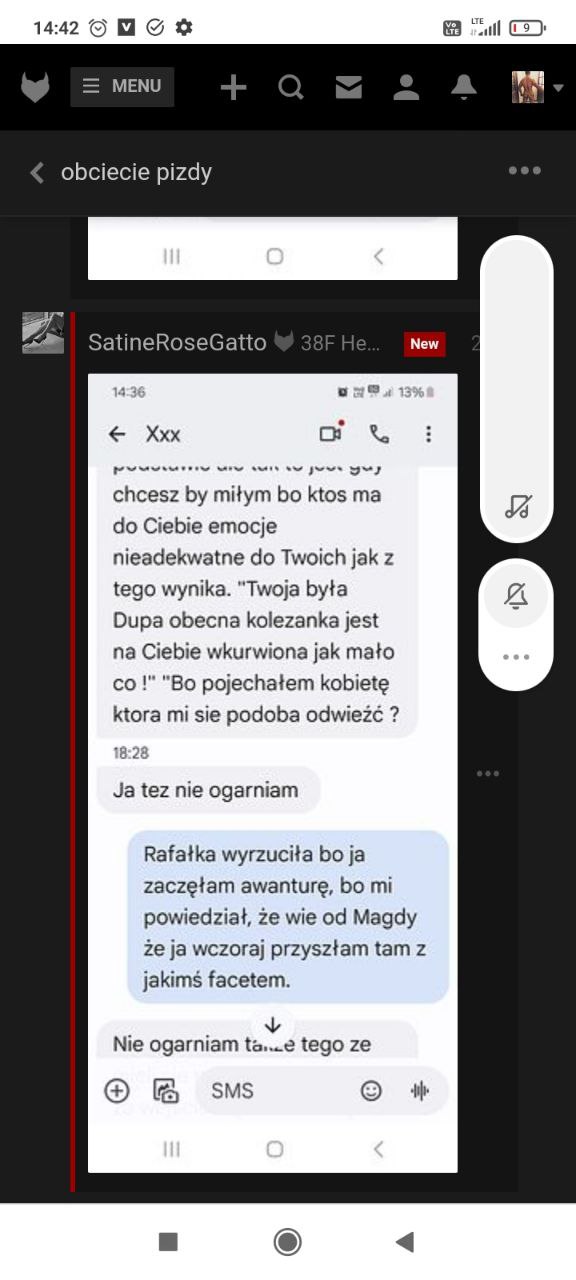 14:42
LTE
9
MENU
obciecie pizdy
SatineRoseGatto 38F He...
New
2
14:36
13%
Xxx
chcesz by miłym bo ktos ma
do Ciebie emocje
nieadekwatne do Twoich jak z
tego wynika. "Twoja była
Dupa obecna kolezanka jest
na Ciebie wkurwiona jak mało
co !" "Bo pojechałem kobietę
ktora mi sie podoba odwieźć ?
18:28
Ja tez nie ogarniam
Rafałka wyrzuciła bo ja
zaczęłam awanturę, bo mi
powiedział, że wie od Magdy
że ja wczoraj przyszłam tam z
jakimś facetem.
Nie ogarniam także tego ze
SMS